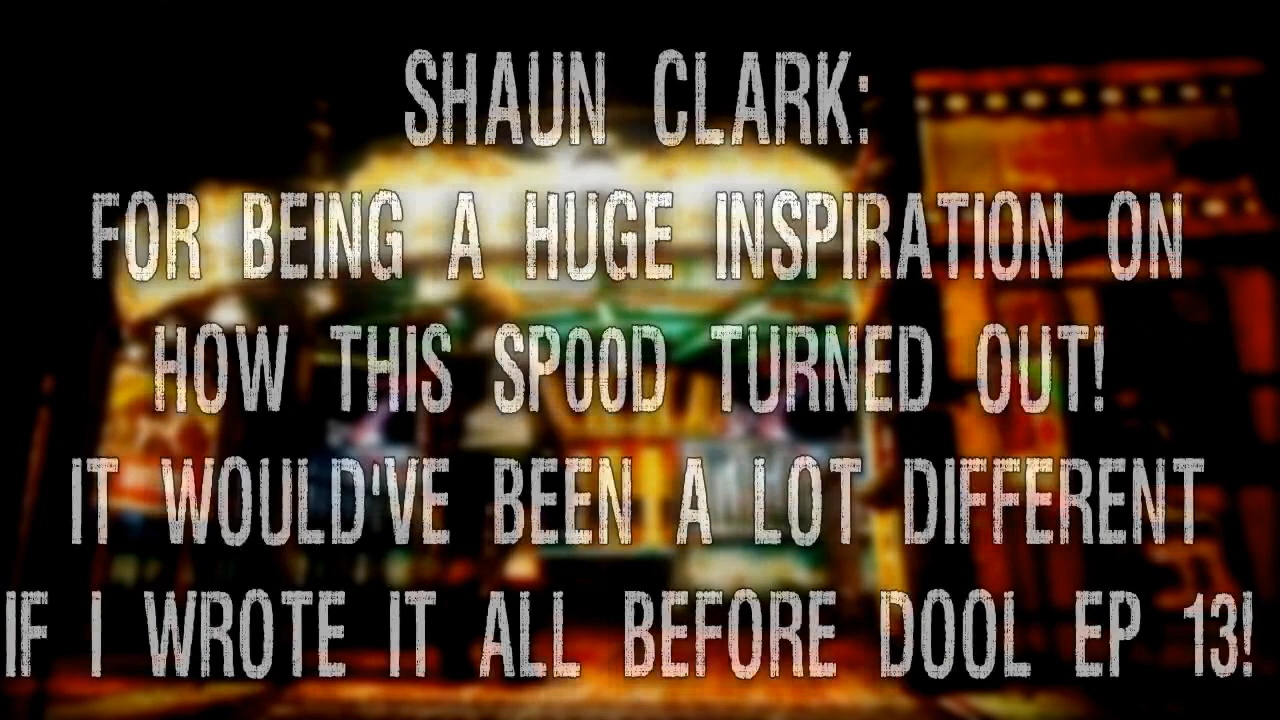 SHAUN CLARK:
FOR BEING A HUGE INSPIRATION ON
HOW THIS SPOOD TURNED OUT!
IT WOULD'VE BEEN A LOT DIFFERENT
IF I WROTE IT ALL BEFORE DOOL EP 13!